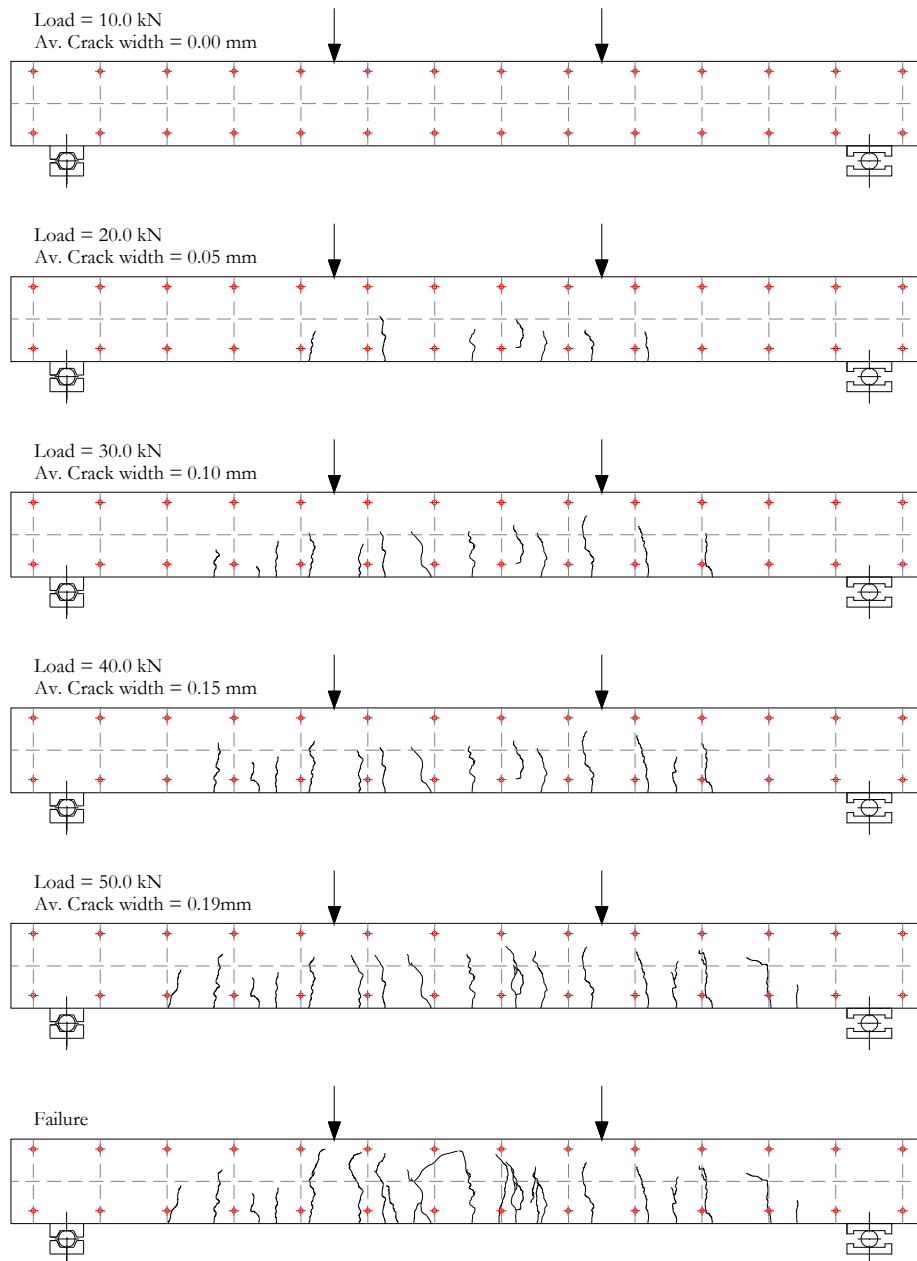 Load = 10.0 kN
Av. Crack width = 0.00 mm
Load = 20.0 kN
Av. Crack width = 0.05 mm
Load = 30.0 kN
Av. Crack width = 0.10 mm
Load = 40.0 kN
Av. Crack width = 0.15 mm
Load = 50.0 kN
Av. Crack width = 0.19mm
Failure